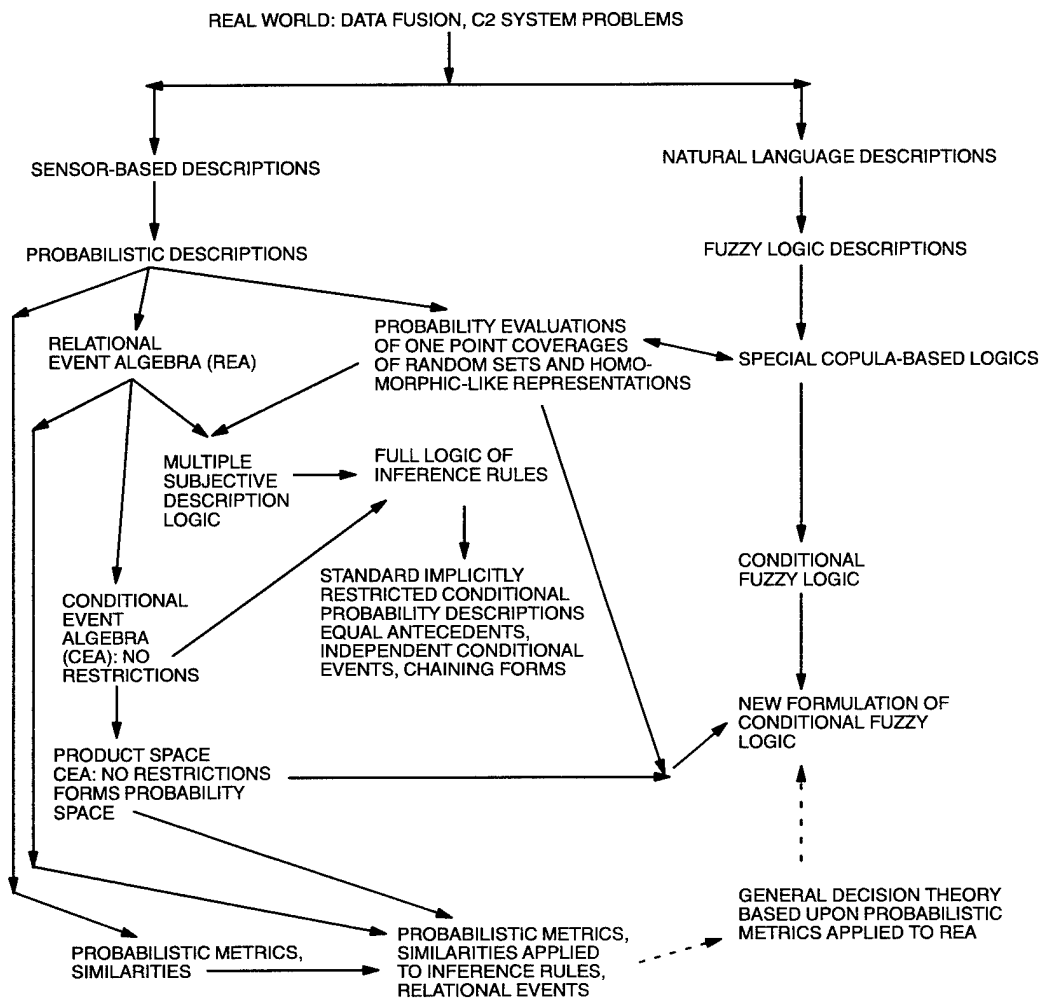 REAL WORLD: DATA FUSION, C2 SYSTEM PROBLEMS
SENSOR-BASED DESCRIPTIONS
NATURAL LANGUAGE DESCRIPTIONS
PROBABILISTIC DESCRIPTIONS
FUZZY LOGIC DESCRIPTIONS
RELATIONAL
EVENT ALGEBRA (REA)
PROBABILITY EVALUATIONS
OF ONE POINT COVERAGES
OF RANDOM SETS AND HOMO-
MORPHIC-LIKE REPRESENTATIONS
SPECIAL COPULA-BASED LOGICS
MULTIPLE
SUBJECTIVE
DESCRIPTION
LOGIC
FULL LOGIC OF
INFERENCE RULES
STANDARD IMPLICITLY
RESTRICTED CONDITIONAL
PROBABILITY DESCRIPTIONS
EQUAL ANTECEDENTS,
INDEPENDENT CONDITIONAL
EVENTS, CHAINING FORMS
CONDITIONAL
FUZZY LOGIC
CONDITIONAL
EVENT
ALGEBRA
(CEA): NO
RESTRICTIONS
NEW FORMULATION OF
CONDITIONAL FUZZY
LOGIC
PRODUCT SPACE
CEA: NO RESTRICTIONS
FORMS PROBABILITY
SPACE
GENERAL DECISION THEORY
BASED UPON PROBABILISTIC
METRICS APPLIED TO REA
PROBABILISTIC METRICS,
SIMILARITIES
PROBABILISTIC METRICS,
SIMILARITIES APPLIED
TO INFERENCE RULES,
RELATIONAL EVENTS